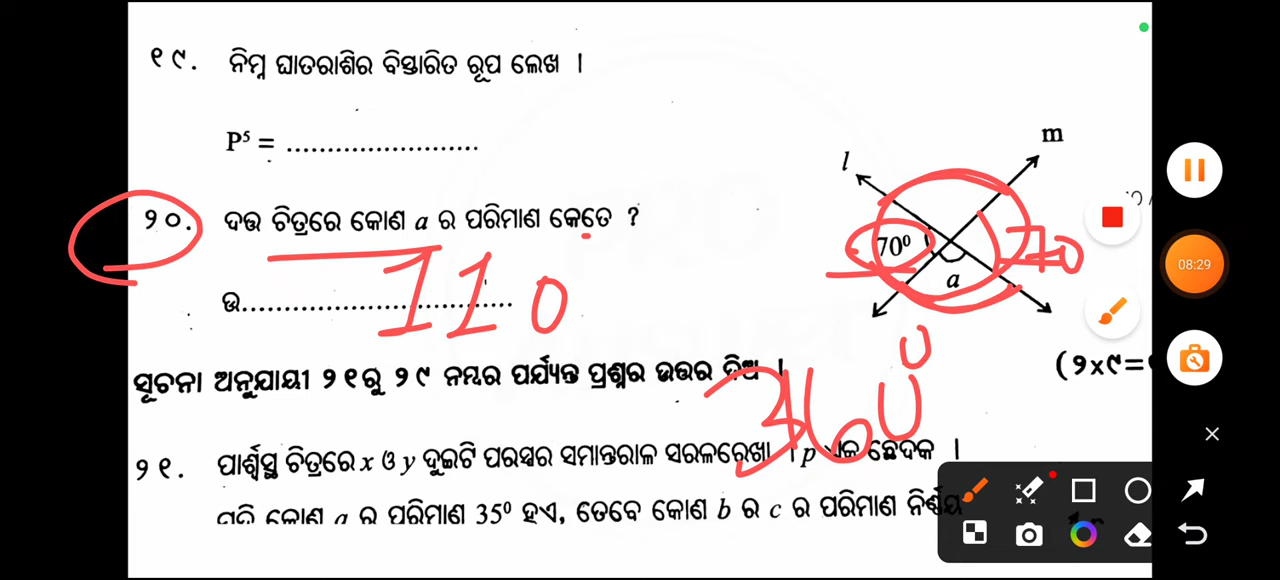 ୧୯. ନିମ୍ନ ଘାତରାଶିର ବିସ୍ତାରିତ ରୂପ ଲେଖ ।
P⁵ = ........................
m
l
୨୦. ଦତ୍ତ ଚିତ୍ରରେ କୋଣ a ର ପରିମାଣ କେତେ ?
70⁰
70
a
ଉ..................................
110
08:29
360⁰
ସୂଚନା ଅନୁଯାୟୀ ୨୧ରୁ ୨୯ ନମ୍ବର ପର୍ଯ୍ୟନ୍ତ ପ୍ରଶ୍ନର ଉତ୍ତର ଦିଅ ।
(୨x୯=
୨୧. ପାର୍ଶ୍ୱସ୍ଥ ଚିତ୍ରରେ x ଓ y ଦୁଇଟି ପରସ୍ପର ସମାନ୍ତରାଳ ସରଳରେଖା । p ଏକ ଛେଦକ ।
ଯଦି କୋଣ a ର ପରିମାଣ 35⁰ ହୁଏ, ତେବେ କୋଣ b ର c ର ପରିମାଣ ନିର୍ଣ୍ଣୟ